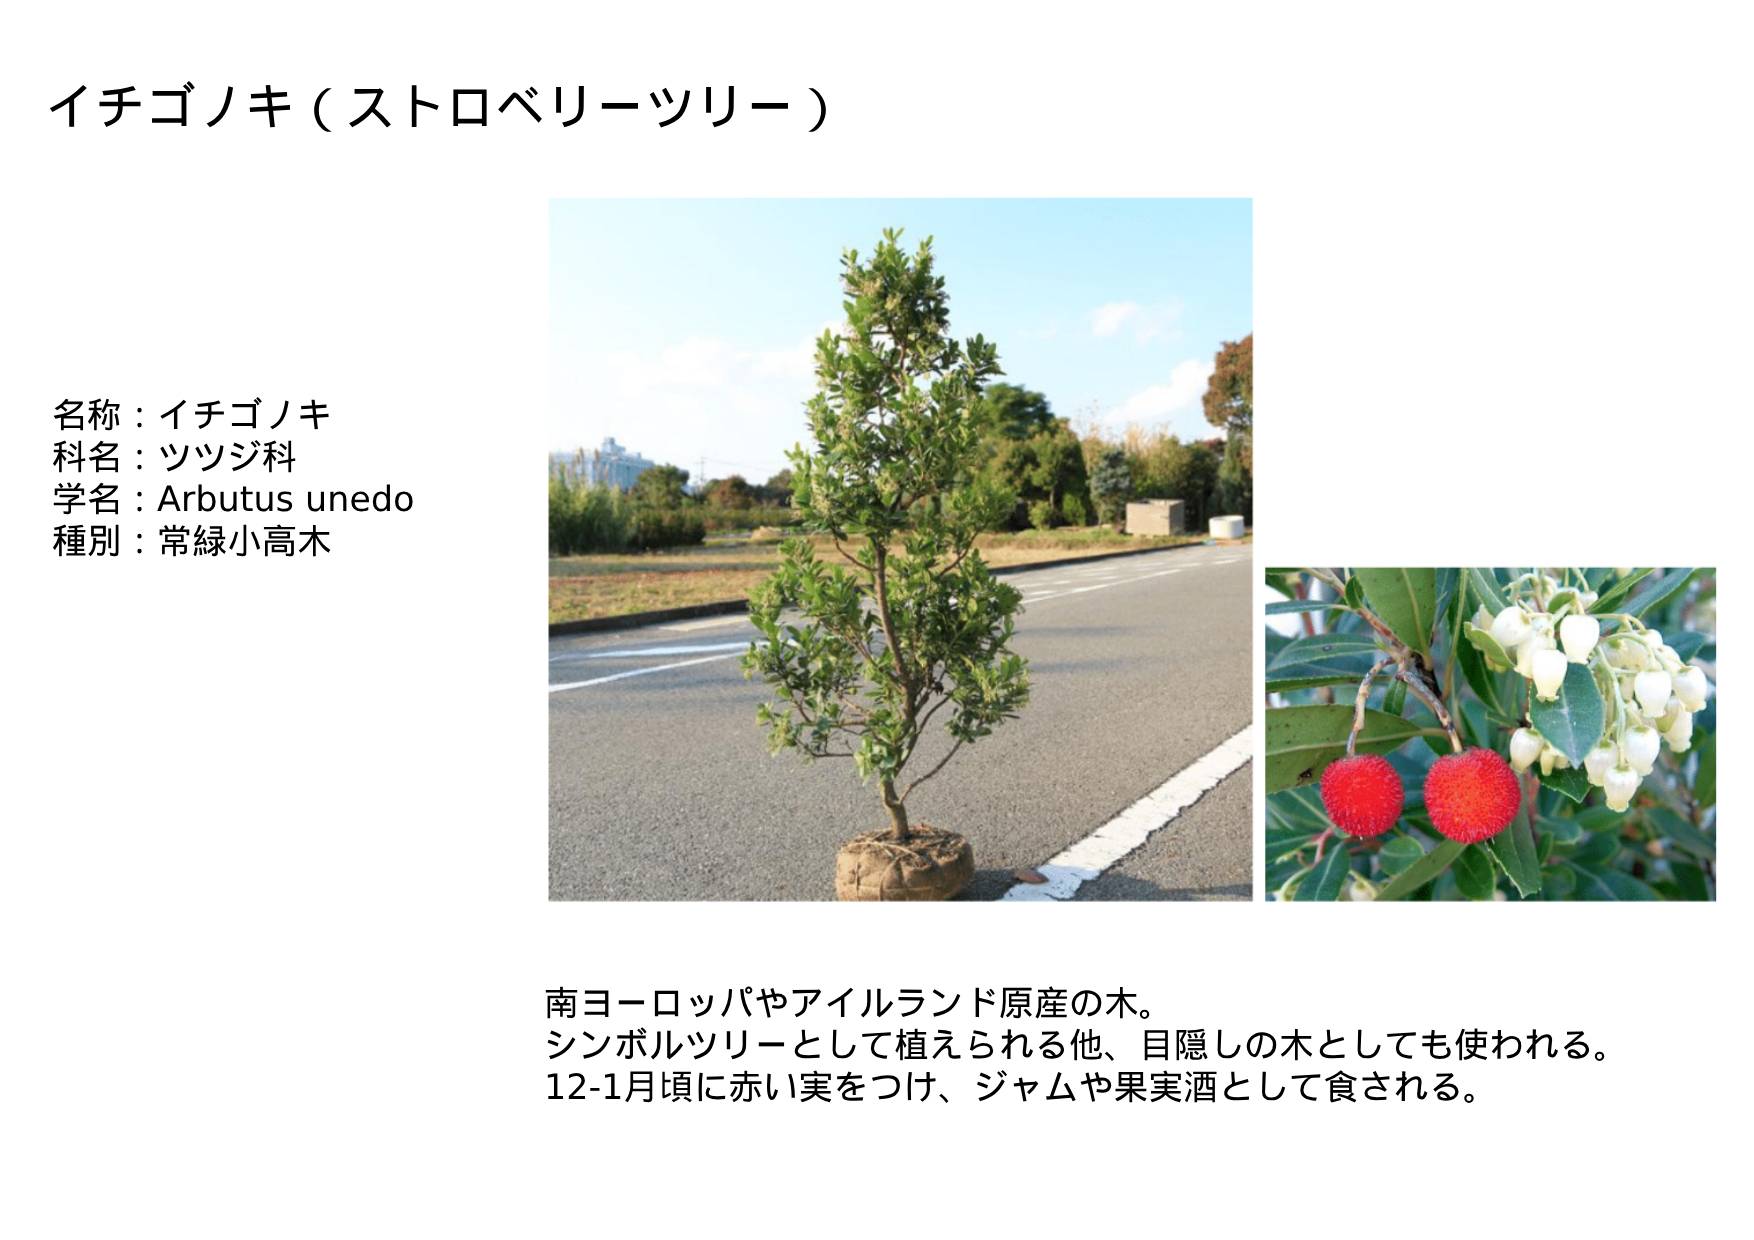 イチゴノキ（ストロベリーツリー）
名称：イチゴノキ
科名：ツツジ科
学名：Arbutus unedo
種別：常緑小高木
南ヨーロッパやアイルランド原産の木。
シンボルツリーとして植えられる他、目隠しの木としても使われる。
12-1月頃に赤い実をつけ、ジャムや果実酒として食される。